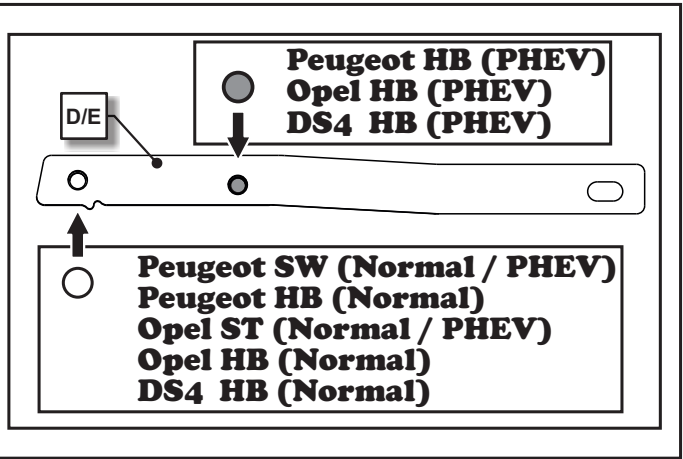 Peugeot HB (PHEV)
Opel HB (PHEV)
DS4 HB (PHEV)
D/E
Peugeot SW (Normal / PHEV)
Peugeot HB (Normal)
Opel ST (Normal / PHEV)
Opel HB (Normal)
DS4 HB (Normal)